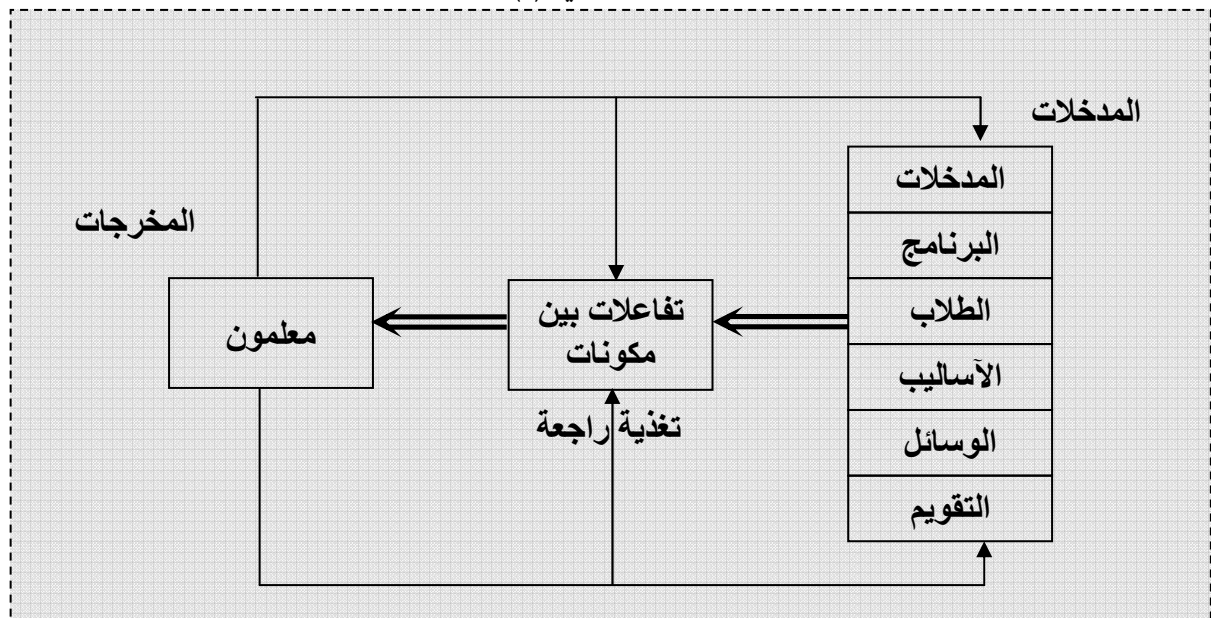 المدخلات
المدخلات
البرنامج
الطلاب
الآساليب
الوسائل
التقويم
تفاعلات بين
مكونات
تغذية راجعة
المخرجات
معلمون